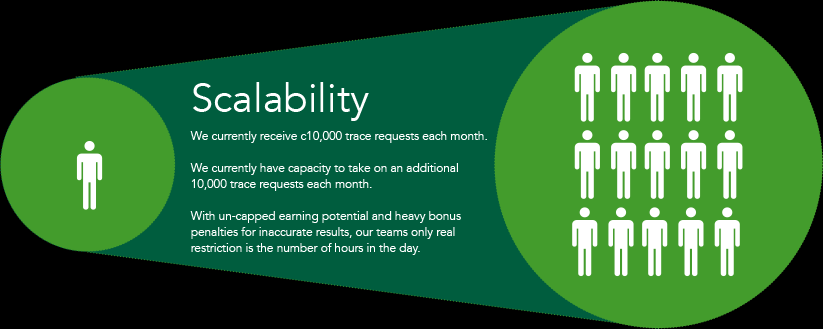 Scalability
We currently receive c10,000 trace requests each month.
We currently have capacity to take on an additional
10,000 trace requests each month.
With un-capped earning potential and heavy bonus
penalties for inaccurate results, our teams only real
restriction is the number of hours in the day.